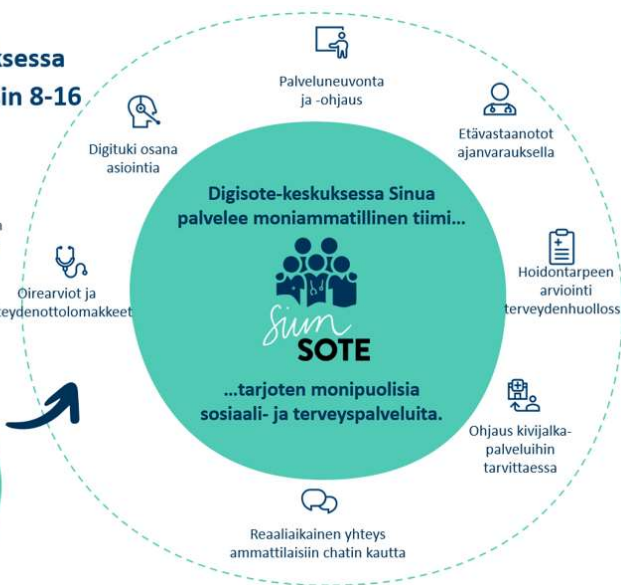 ksessa
sin 8-16
Palveluneuvonta
ja -ohjaus
Etävastaanotot
ajanvarauksella
Digituki osana
asiointia
Digisote-keskuksessa Sinua
palvelee moniammatillinen tiimi...
Hoidontarpeen
arviointi
terveydenhuolloss
Oirearviot ja
teydenottolomakkeet
Siun
SOTE
...tarjoten monipuolisia
sosiaali- ja terveyspalveluita.
Ohjaus kivijalka-
palveluihin
tarvittaessa
Reaaliaikainen yhteys
ammattilaisiin chatin kautta